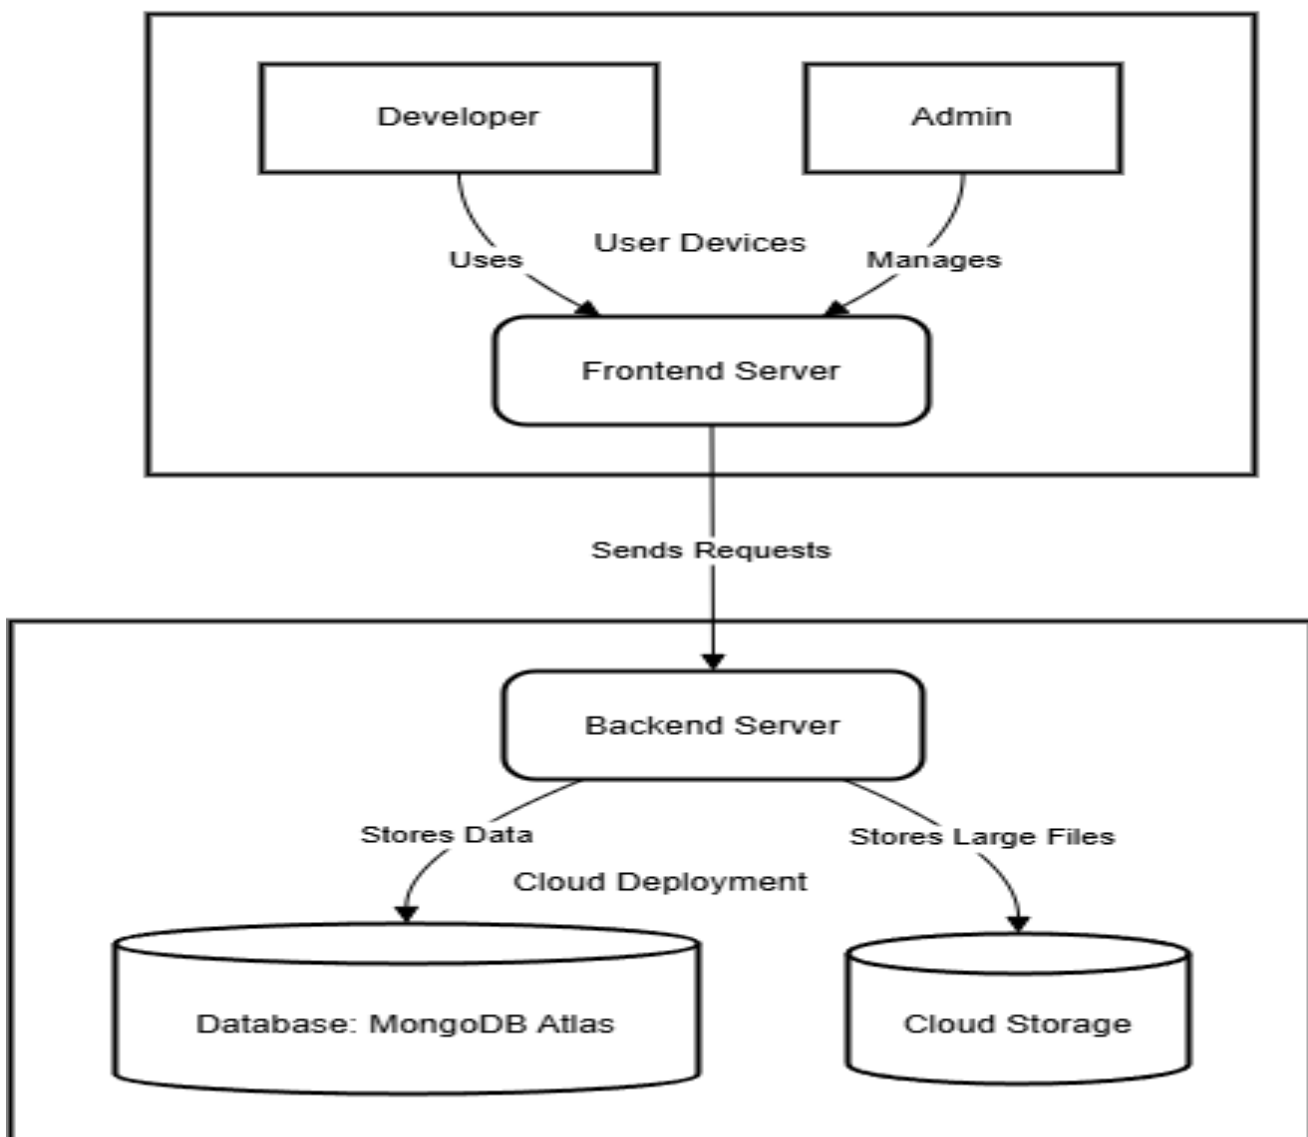 Developer
Admin
User Devices
Uses
Manages
Frontend Server
Sends Requests
Backend Server
Stores Data
Stores Large Files
Cloud Deployment
Database: MongoDB Atlas
Cloud Storage